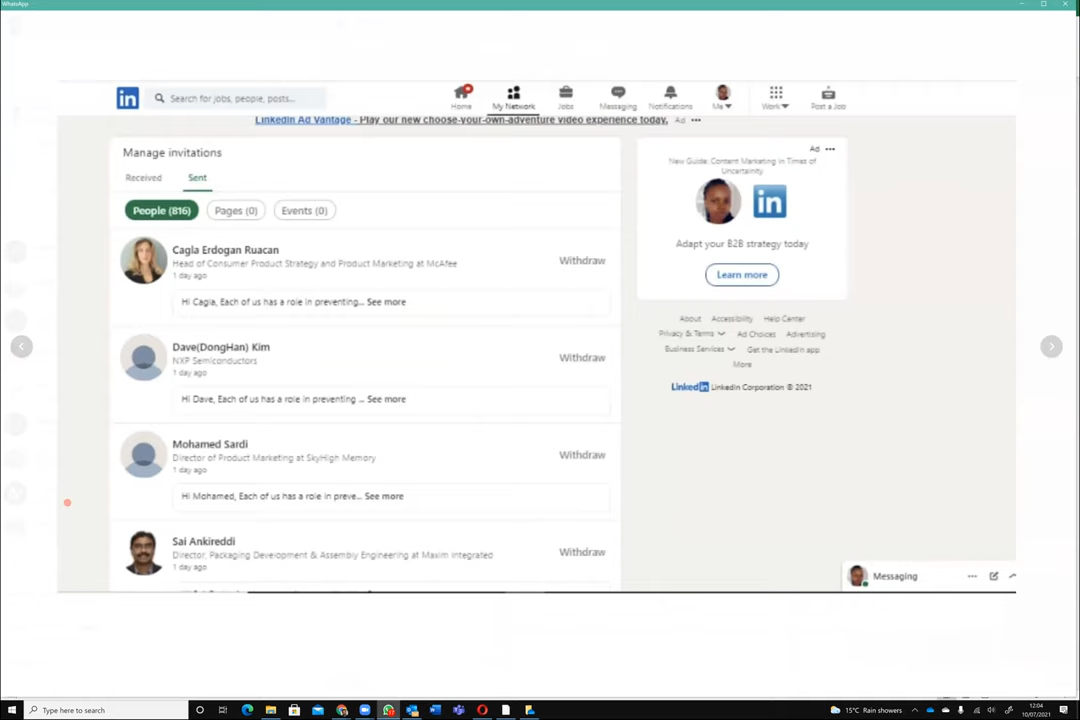 WhatsApp
in
Search for jobs, people, posts...
Home
My Network
Jobs
Messaging
Notifications
Me
Work
Post a Job
LinkedIn Ad Vantage - Play our new choose-your-own-adventure video experience today. Ad •••
Manage invitations
Received
Sent
People (816)
Pages (0)
Events (0)
Cagla Erdogan Ruacan
Head of Consumer Product Strategy and Product Marketing at McAfee
1 day ago
Withdraw
Hi Cagla, Each of us has a role in preventing... See more
Dave(DongHan) Kim
NXP Semiconductors
1 day ago
Withdraw
Hi Dave, Each of us has a role in preventing ... See more
Mohamed Sardi
Director of Product Marketing at SkyHigh Memory
1 day ago
Withdraw
Hi Mohamed, Each of us has a role in preve... See more
Sai Ankireddi
Director, Packaging Development & Assembly Engineering at Maxim Integrated
1 day ago
Withdraw
Ad •••
New Guide: Content Marketing in Times of
Uncertainity
in
Adapt your B2B strategy today
Learn more
About Accessibility Help Center
Privacy & Terms Ad Choices Advertising
Business Services Get the LinkedIn app
More
LinkedIn LinkedIn Corporation © 2021
Messaging
Type here to search
15°C Rain showers
12:04
10/07/2021